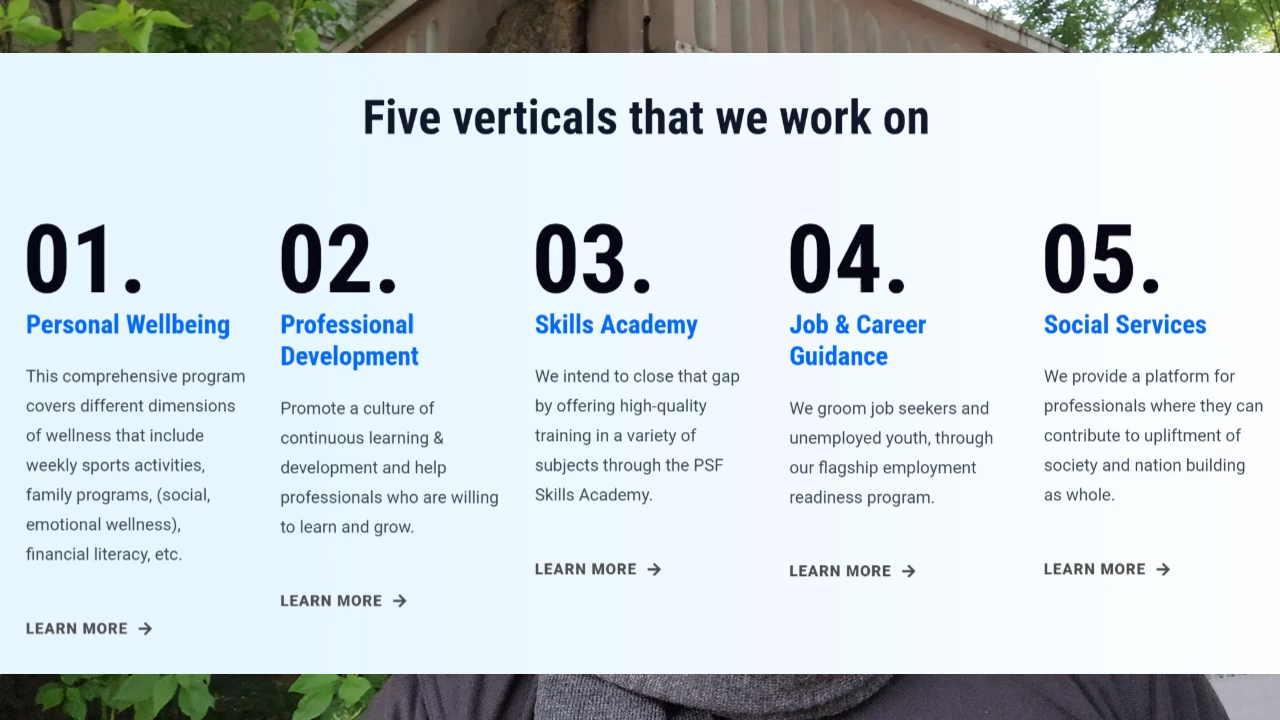 Five verticals that we work on
01.
Personal Wellbeing
This comprehensive program
covers different dimensions
of wellness that include
weekly sports activities,
family programs, (social,
emotional wellness),
financial literacy, etc.
LEARN MORE →
02.
Professional
Development
Promote a culture of
continuous learning &
development and help
professionals who are willing
to learn and grow.
LEARN MORE →
03.
Skills Academy
We intend to close that gap
by offering high-quality
training in a variety of
subjects through the PSF
Skills Academy.
LEARN MORE →
04.
Job & Career
Guidance
We groom job seekers and
unemployed youth, through
our flagship employment
readiness program.
LEARN MORE →
05.
Social Services
We provide a platform for
professionals where they can
contribute to upliftment of
society and nation building
as whole.
LEARN MORE →